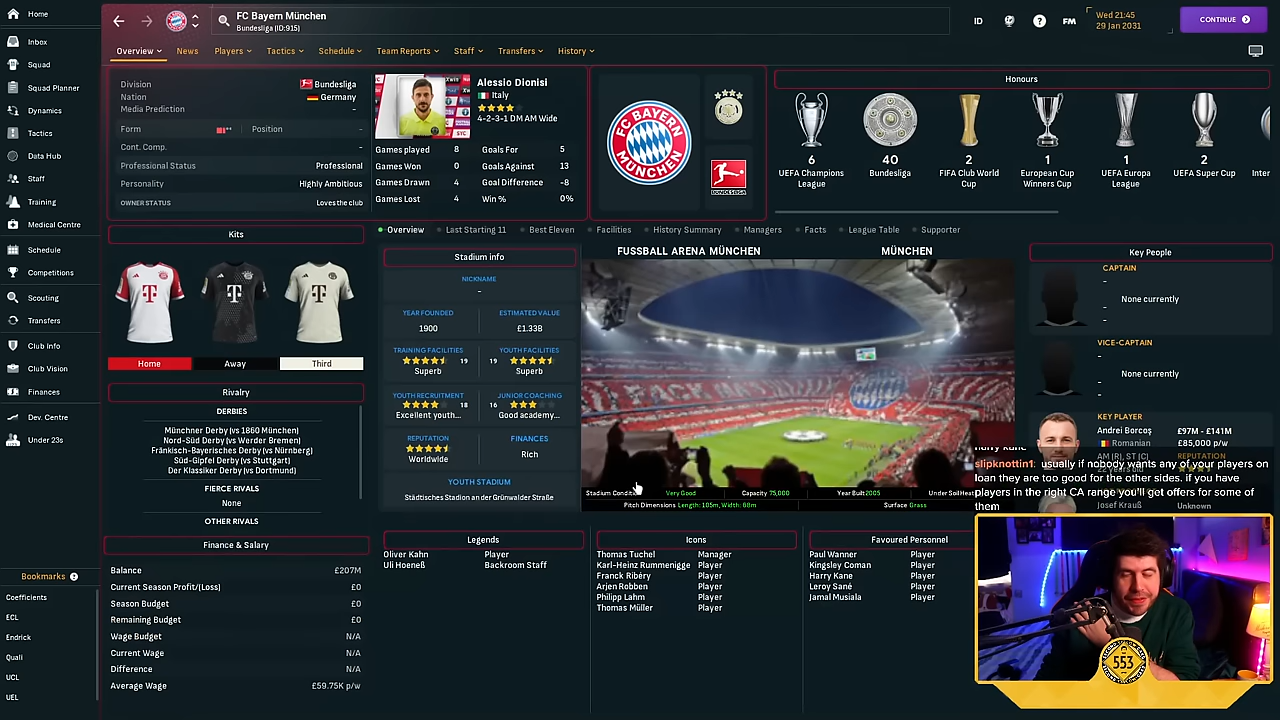 Home
FC Bayern München
Bundesliga (ID:915)
ID
FM
Wed 21:45
29 Jan 2031
CONTINUE
Overview
News
Players
Tactics
Schedule
Team Reports
Staff
Transfers
History
Inbox
Squad
Squad Planner
Dynamics
Tactics
Data Hub
Staff
Training
Medical Centre
Schedule
Competitions
Scouting
Transfers
Club Info
Club Vision
Finances
Dev. Centre
Under 23s
Bookmarks
Coefficients
ECL
Endrick
Quali
UCL
UEL
Division
Bundesliga
Nation
Germany
Media Prediction
-
Form
Position
-
Cont. Comp.
-
Professional Status
Professional
Personality
Highly Ambitious
OWNER STATUS
Loves the club
Alessio Dionisi
Italy
4-2-3-1 DM AM Wide
Games played 8 Goals For 5
Games Won 0 Goals Against 13
Games Drawn 4 Goal Difference -8
Games Lost 4 Win % 0%
FC BAYERN
MÜNCHEN
BUNDESLIGA
Honours
6
UEFA Champions
League
40
Bundesliga
2
FIFA Club World
Cup
1
European Cup
Winners Cup
1
UEFA Europa
League
2
UEFA Super Cup
Inter
Kits
Home
Away
Third
Rivalry
DERBIES
Münchner Derby (vs 1860 München)
Nord-Süd Derby (vs Werder Bremen)
Fränkisch-Bayerisches Derby (vs Nürnberg)
Süd-Gipfel Derby (vs Stuttgart)
Der Klassiker Derby (vs Dortmund)
FIERCE RIVALS
None
OTHER RIVALS
Finance & Salary
Balance £207M
Current Season Profit/(Loss) £0
Season Budget £0
Remaining Budget £0
Wage Budget N/A
Current Wage N/A
Difference N/A
Average Wage £59.75K p/w
Overview
Last Starting 11
Best Eleven
Facilities
History Summary
Managers
Facts
League Table
Supporter
Stadium info
NICKNAME
-
YEAR FOUNDED
1900
ESTIMATED VALUE
£1.33B
TRAINING FACILITIES
19
Superb
YOUTH FACILITIES
19
Superb
YOUTH RECRUITMENT
18
Excellent youth...
JUNIOR COACHING
16
Good academy...
REPUTATION
Worldwide
FINANCES
Rich
YOUTH STADIUM
Städtisches Stadion an der Grünwalder Straße
FUSSBALL ARENA MÜNCHEN
MÜNCHEN
Stadium Conditi
Very Good
Capacity 75,000
Year Built 2005
Under Soil Heat
Pitch Dimensions Length: 105m, Width: 68m
Surface Grass
Key People
CAPTAIN
-
None currently
-
VICE-CAPTAIN
-
None currently
-
KEY PLAYER
Andrei Borcoș
£97M - £141M
Romanian
£85,000 p/w
AM (R), ST (C)
REPUTATION
Harry Kane
slipknottin1: usually if nobody wants any of your players on
loan they are too good for the other sides. if you have
players in the right CA range you'll get offers for some of
them
Josef Krauß
Unknown
Legends
Oliver Kahn Player
Uli Hoeneß Backroom Staff
Icons
Thomas Tuchel Manager
Karl-Heinz Rummenigge Player
Franck Ribéry Player
Arjen Robben Player
Philipp Lahm Player
Thomas Müller Player
Favoured Personnel
Paul Wanner Player
Kingsley Coman Player
Harry Kane Player
Leroy Sané Player
Jamal Musiala Player
553